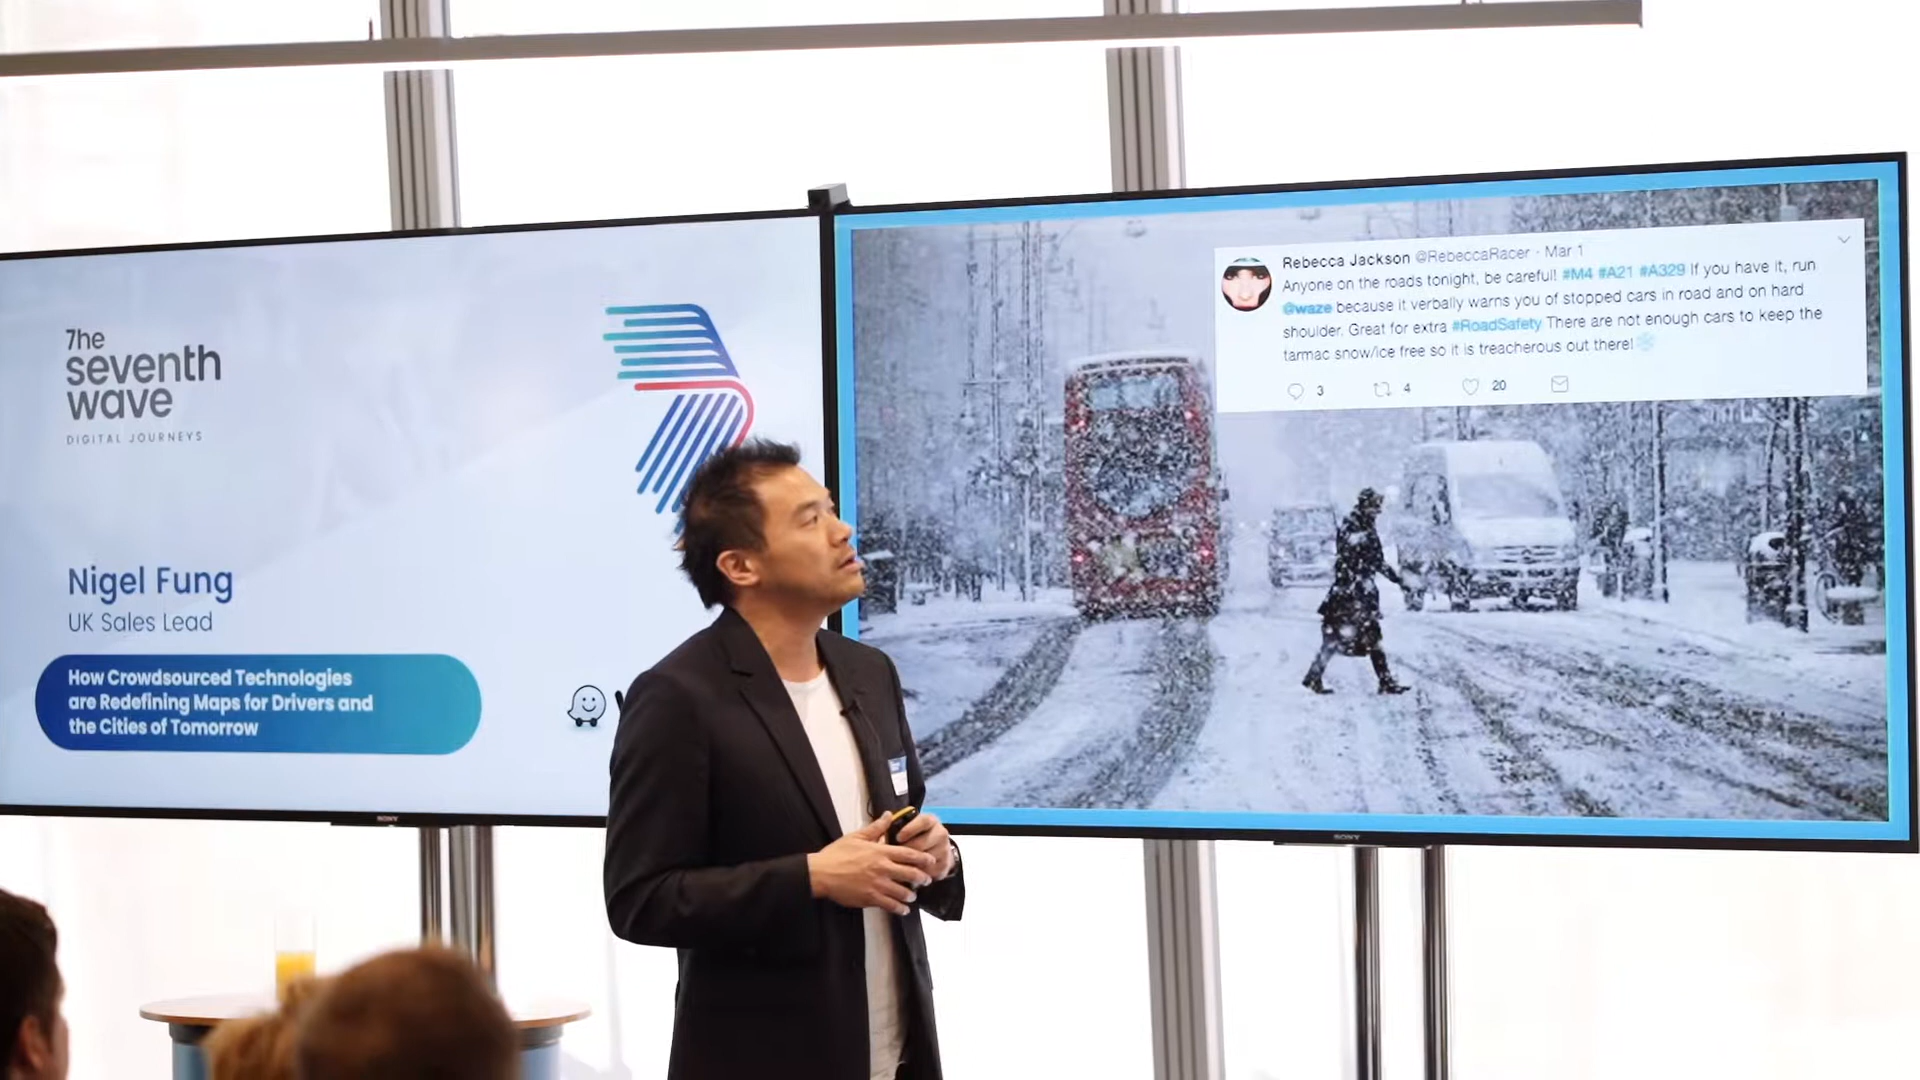 7he
seventh
wave
DIGITAL JOURNEYS
Nigel Fung
UK Sales Lead
How Crowdsourced Technologies
are Redefining Maps for Drivers and
the Cities of Tomorrow
SONY
Rebecca Jackson @RebeccaRacer · Mar 1
Anyone on the roads tonight, be careful! #M4 #A21 #A329 If you have it, run
@waze because it verbally warns you of stopped cars in road and on hard
shoulder. Great for extra #RoadSafety There are not enough cars to keep the
tarmac snow/ice free so it is treacherous out there!
3 4 20
SONY